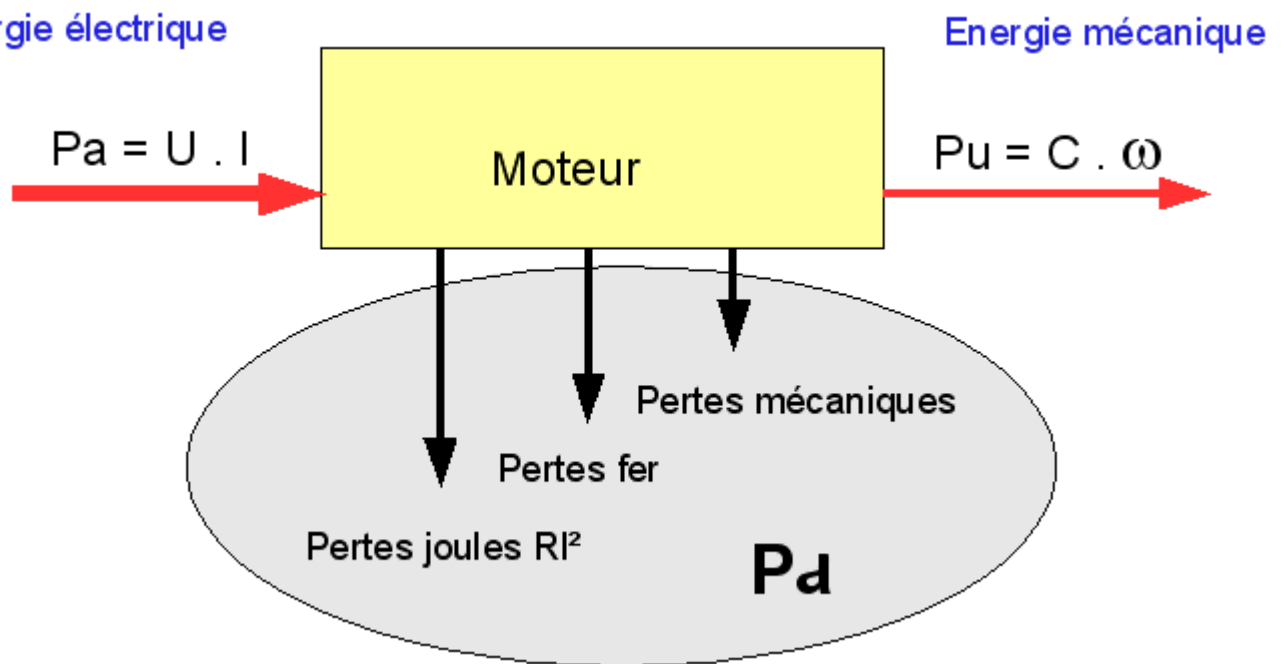 rgie électrique
Energie mécanique
Pa = U . I
Moteur
Pu = C . ω
Pertes mécaniques
Pertes fer
Pertes joules RI²
Pd